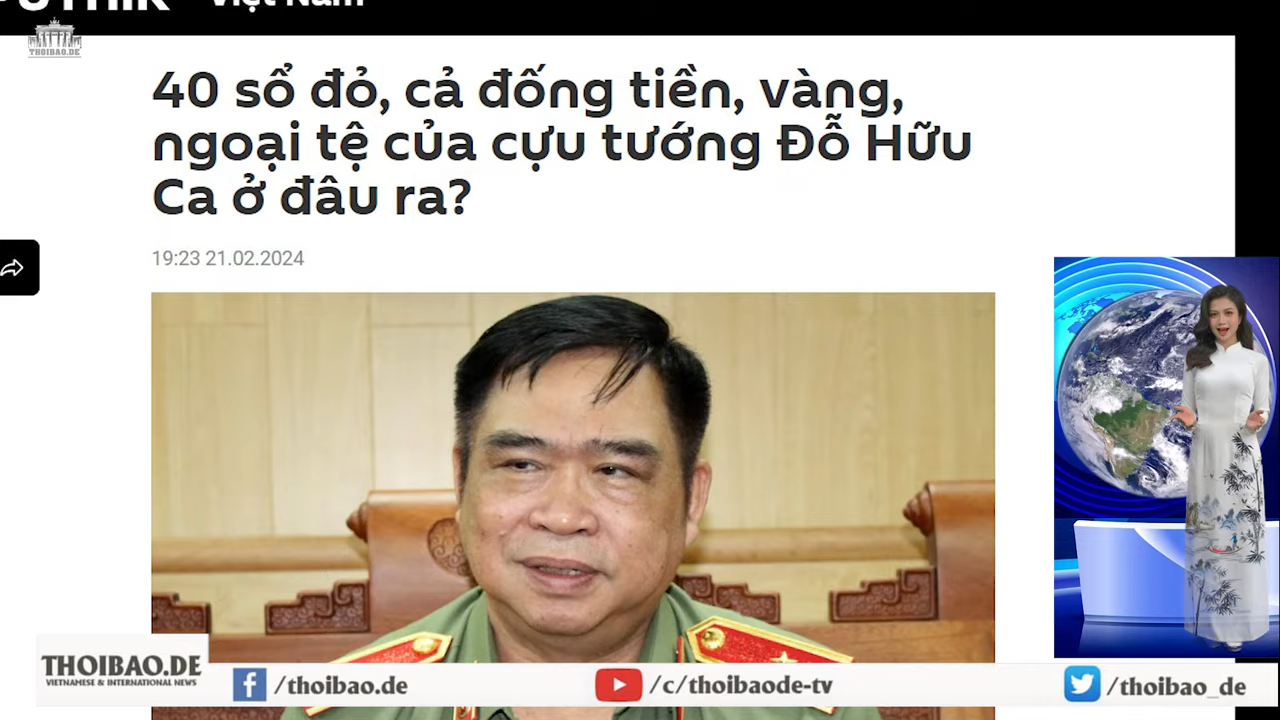 Việt Nam
THOIBAO.DE
40 sổ đỏ, cả đống tiền, vàng,
ngoại tệ của cựu tướng Đỗ Hữu
Ca ở đâu ra?
19:23 21.02.2024
THOIBAO.DE
VIETNAMESE & INTERNATIONAL NEWS
/thoibao.de
/c/thoibaode-tv
/thoibao_de